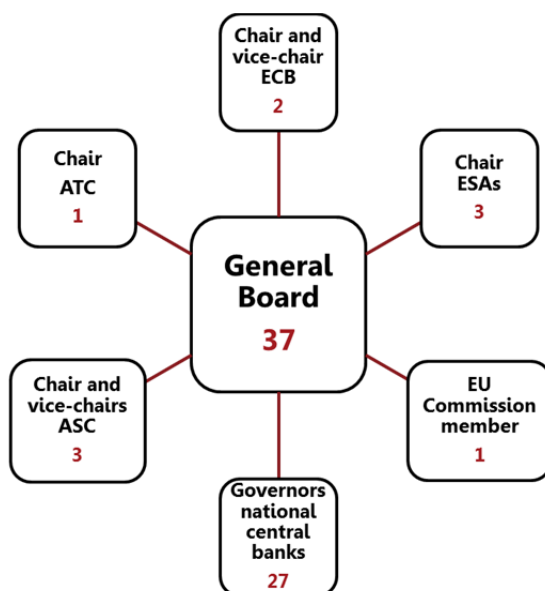 Chair and
vice-chair
ECB
2
Chair
ATC
1
Chair
ESAs
3
General
Board
37
Chair and
vice-chairs
ASC
3
EU
Commission
member
1
Governors
national
central
banks
27